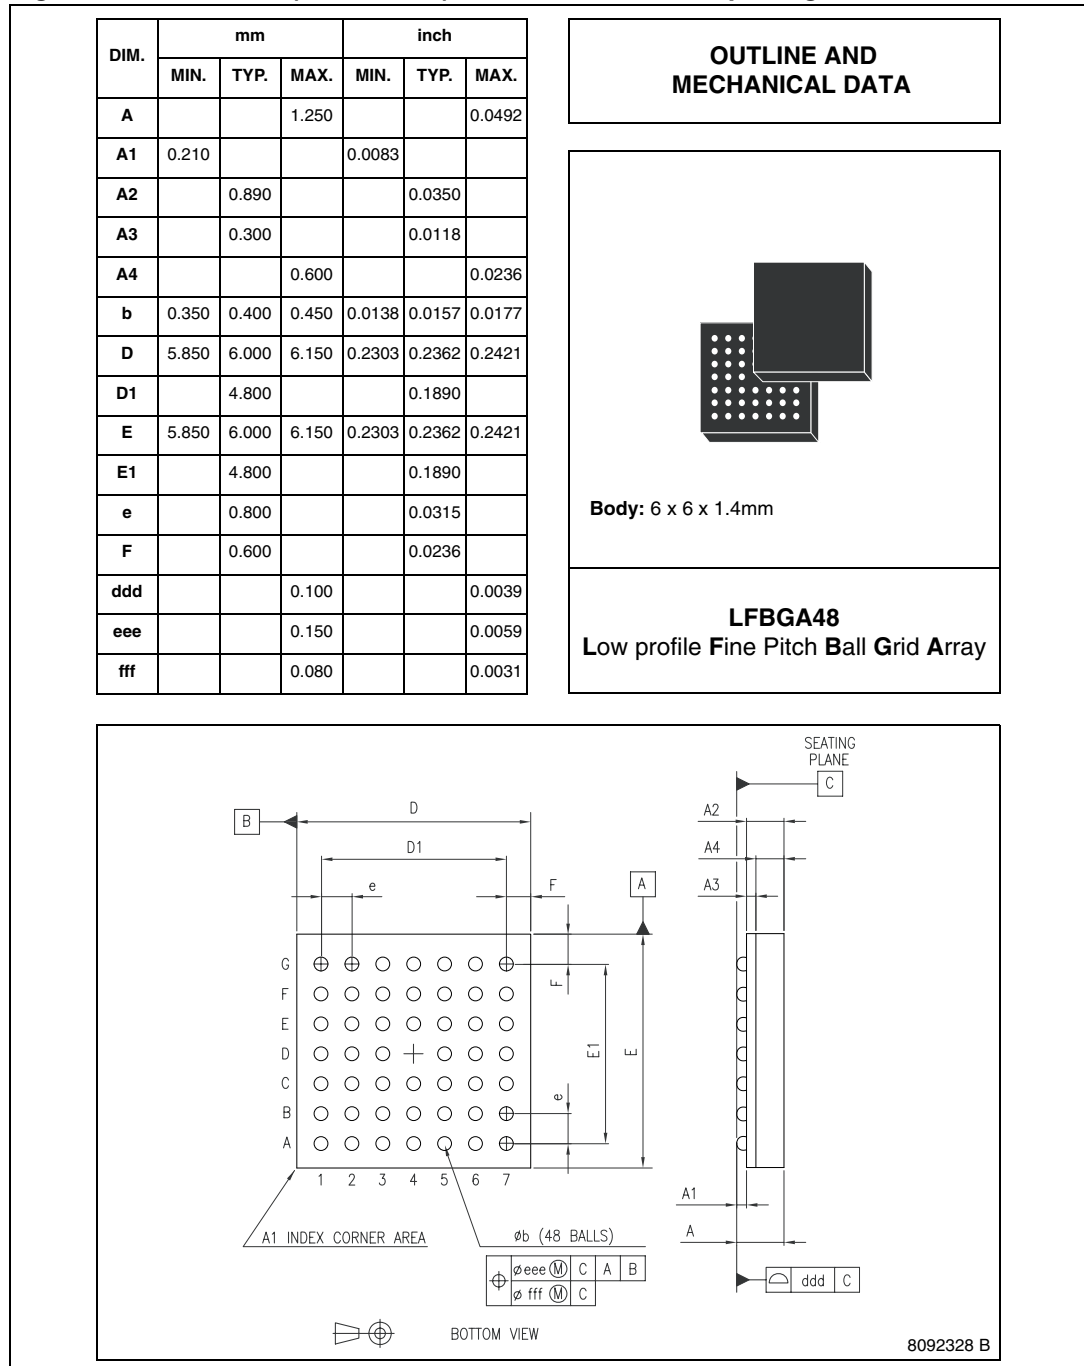 DIM. mm inch
MIN. TYP. MAX. MIN. TYP. MAX.
A 1.250 0.0492
A1 0.210 0.0083
A2 0.890 0.0350
A3 0.300 0.0118
A4 0.600 0.0236
b 0.350 0.400 0.450 0.0138 0.0157 0.0177
D 5.850 6.000 6.150 0.2303 0.2362 0.2421
D1 4.800 0.1890
E 5.850 6.000 6.150 0.2303 0.2362 0.2421
E1 4.800 0.1890
e 0.800 0.0315
F 0.600 0.0236
ddd 0.100 0.0039
eee 0.150 0.0059
fff 0.080 0.0031
OUTLINE AND
MECHANICAL DATA
Body: 6 x 6 x 1.4mm
LFBGA48
Low profile Fine Pitch Ball Grid Array
SEATING
PLANE
C
A2
A4
A3
B
D
D1
e
F
A
F
E1
E
e
G
F
E
D
C
B
A
1 2 3 4 5 6 7
A1
A
A1 INDEX CORNER AREA
øb (48 BALLS)
øeee Ⓜ C A B
ø fff Ⓜ C
ddd C
BOTTOM VIEW
8092328 B